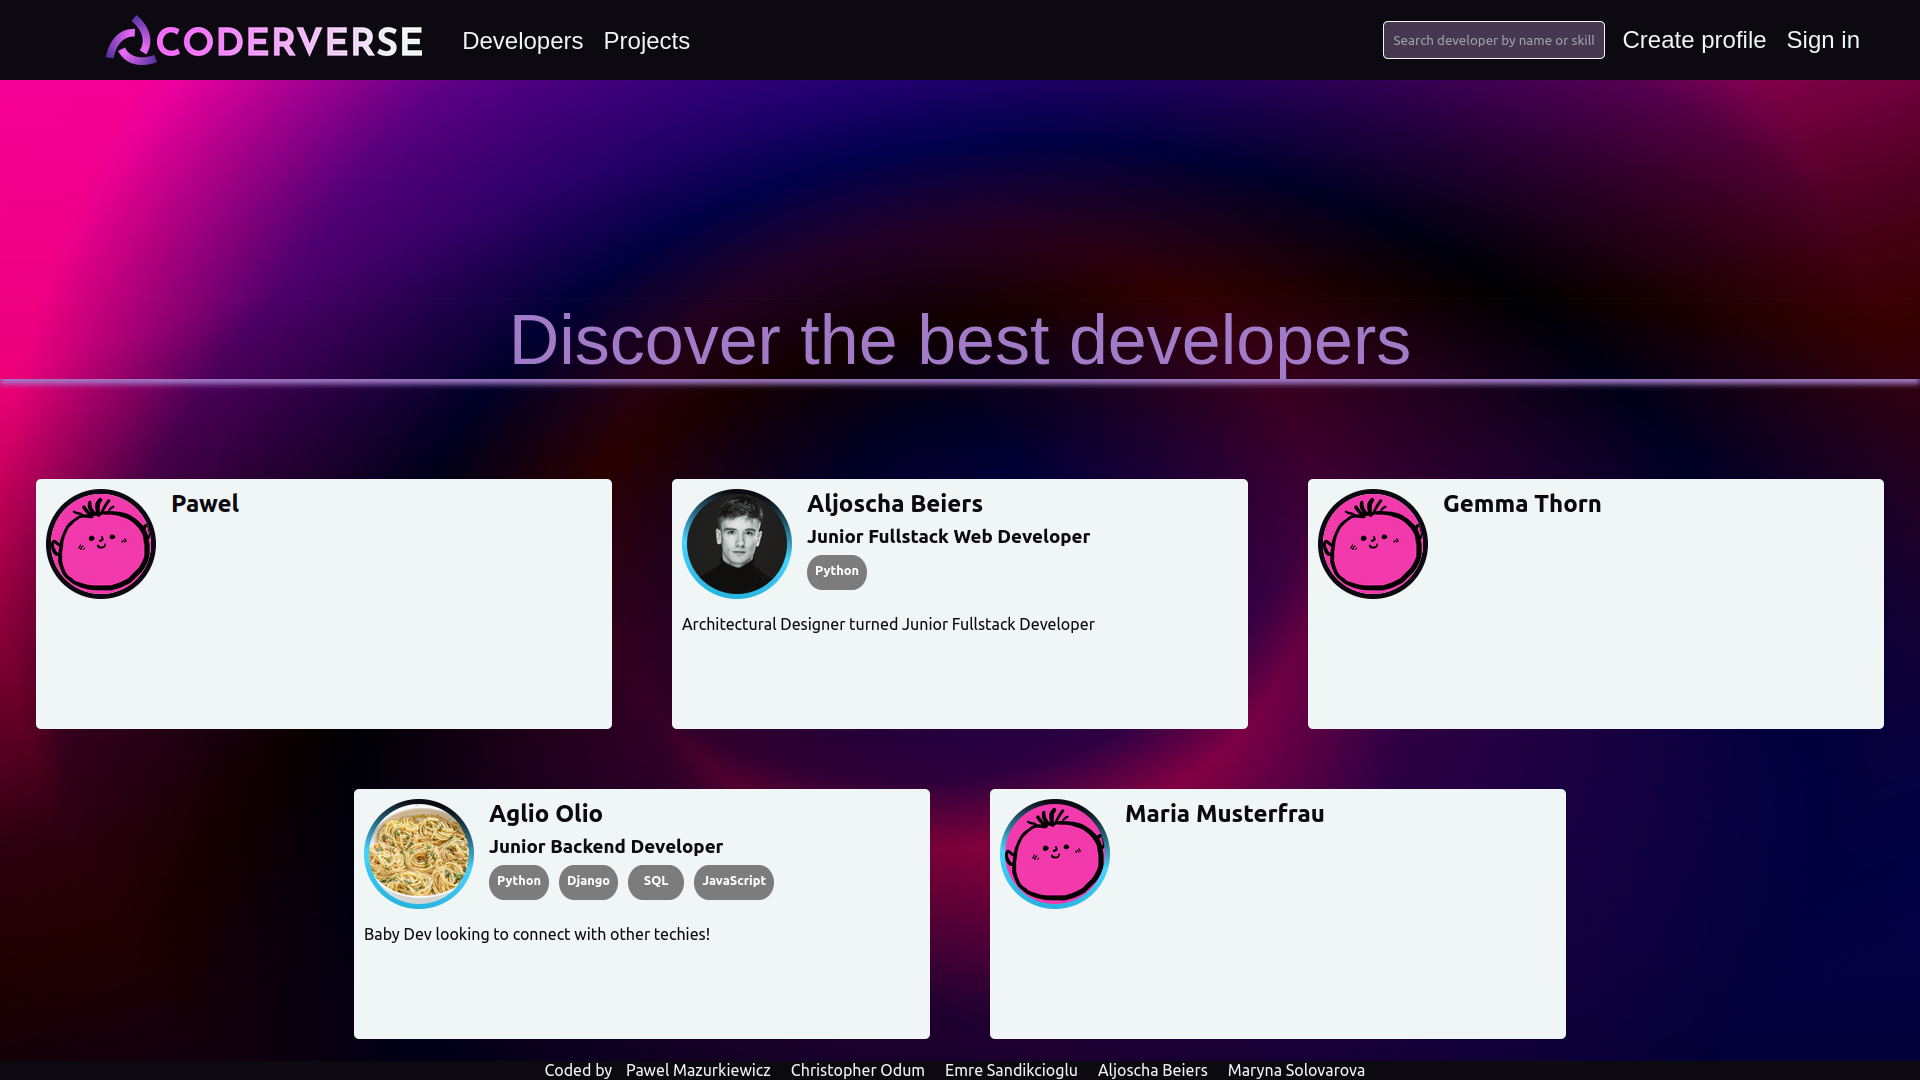 CODERVERSE Developers Projects Search developer by name or skill Create profile Sign in
Discover the best developers
Pawel
Aljoscha Beiers
Junior Fullstack Web Developer
Python
Architectural Designer turned Junior Fullstack Developer
Gemma Thorn
Aglio Olio
Junior Backend Developer
Python Django SQL JavaScript
Baby Dev looking to connect with other techies!
Maria Musterfrau
Coded by Pawel Mazurkiewicz Christopher Odum Emre Sandikcioglu Aljoscha Beiers Maryna Solovarova